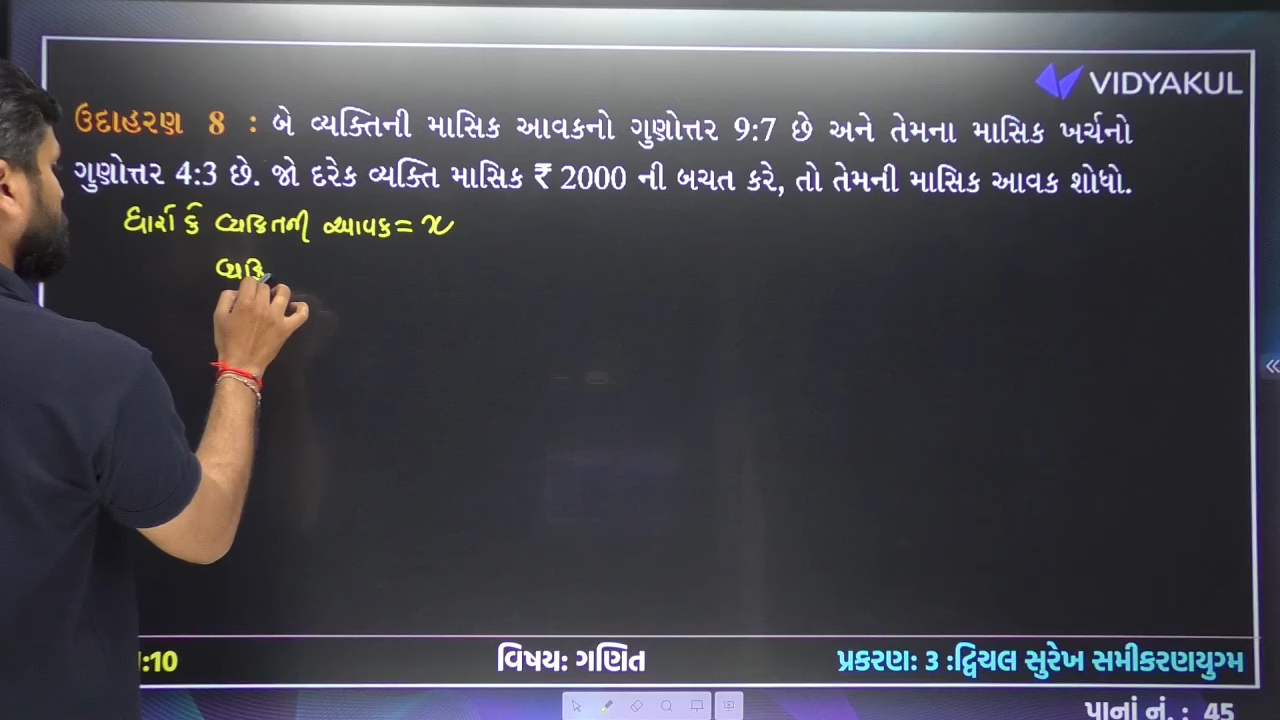 VIDYAKUL
ઉદાહરણ 8 : બે વ્યક્તિની માસિક આવકનો ગુણોત્તર 9:7 છે અને તેમના માસિક ખર્ચનો
ગુણોત્તર 4:3 છે. જો દરેક વ્યક્તિ માસિક ₹ 2000 ની બચત કરે, તો તેમની માસિક આવક શોધો.
ધારો કે વ્યક્તિની આવક = x
વ્યક્તિ
:10
વિષય: ગણિત
પ્રકરણ: 3 :દ્વિચલ સુરેખ સમીકરણયુગ્મ
પાનાં નં. : 45